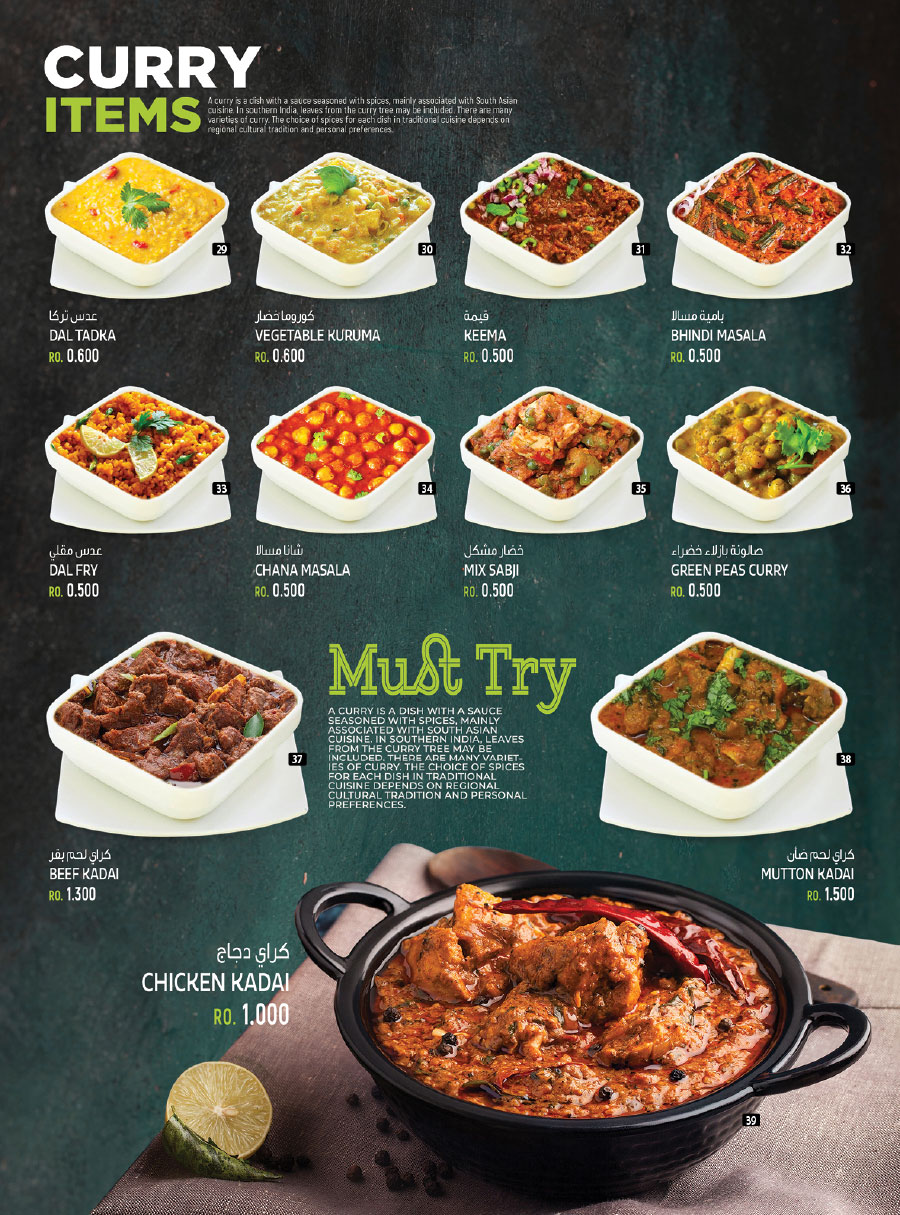 CURRY
ITEMS
A curry is a dish with a sauce seasoned with spices, mainly associated with South Asian
cuisine. In southern India, leaves from the curry tree may be included. There are many
varieties of curry. The choice of spices for each dish in traditional cuisine depends on
regional cultural tradition and personal preferences.
29
30
31
32
عدس تركا
DAL TADKA
RO. 0.600
كوروما خضار
VEGETABLE KURUMA
RO. 0.600
قيمة
KEEMA
RO. 0.500
بامية مسالا
BHINDI MASALA
RO. 0.500
33
34
35
36
عدس مقلي
DAL FRY
RO. 0.500
شانا مسالا
CHANA MASALA
RO. 0.500
خضار مشكل
MIX SABJI
RO. 0.500
صالونة بازلاء خضراء
GREEN PEAS CURRY
RO. 0.500
Must Try
A CURRY IS A DISH WITH A SAUCE
SEASONED WITH SPICES, MAINLY
ASSOCIATED WITH SOUTH ASIAN
CUISINE. IN SOUTHERN INDIA, LEAVES
FROM THE CURRY TREE MAY BE
INCLUDED. THERE ARE MANY VARIET-
IES OF CURRY. THE CHOICE OF SPICES
FOR EACH DISH IN TRADITIONAL
CUISINE DEPENDS ON REGIONAL
CULTURAL TRADITION AND PERSONAL
PREFERENCES.
37
38
كراي لحم بقر
BEEF KADAI
RO. 1.300
كراي لحم ضأن
MUTTON KADAI
RO. 1.500
كراي دجاج
CHICKEN KADAI
RO. 1.000
39